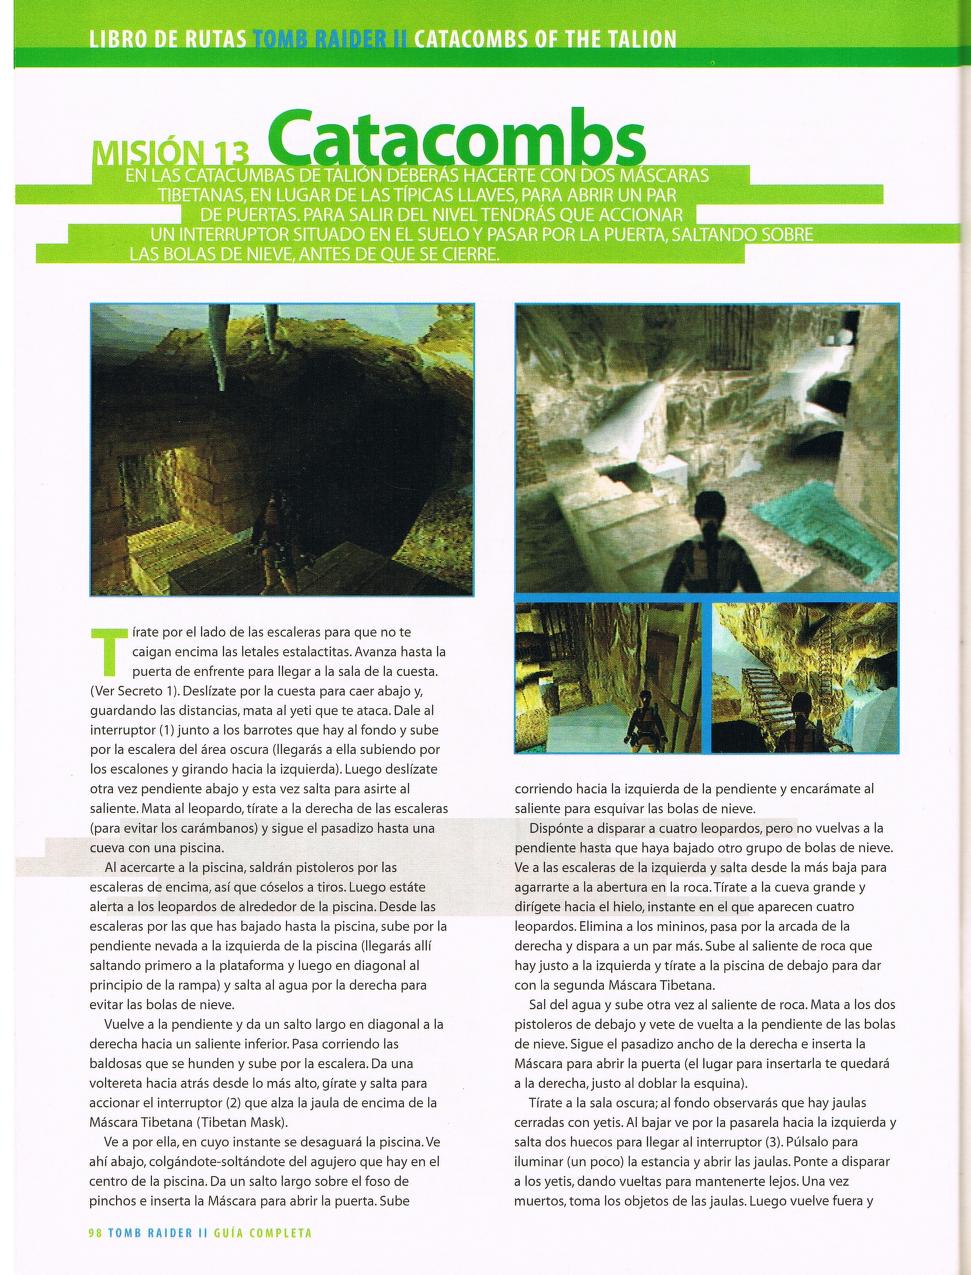 LIBRO DE RUTAS TOMB RAIDER II CATACOMBS OF THE TALION
MISIÓN 13 Catacombs
EN LAS CATACUMBAS DE TALIÓN DEBERÁS HACERTE CON DOS MÁSCARAS
TIBETANAS, EN LUGAR DE LAS TÍPICAS LLAVES, PARA ABRIR UN PAR
DE PUERTAS. PARA SALIR DEL NIVEL TENDRÁS QUE ACCIONAR
UN INTERRUPTOR SITUADO EN EL SUELO Y PASAR POR LA PUERTA, SALTANDO SOBRE
LAS BOLAS DE NIEVE, ANTES DE QUE SE CIERRE.
Tírate por el lado de las escaleras para que no te
caigan encima las letales estalactitas. Avanza hasta la
puerta de enfrente para llegar a la sala de la cuesta.
(Ver Secreto 1). Deslízate por la cuesta para caer abajo y,
guardando las distancias, mata al yeti que te ataca. Dale al
interruptor (1) junto a los barrotes que hay al fondo y sube
por la escalera del área oscura (llegarás a ella subiendo por
los escalones y girando hacia la izquierda). Luego deslízate
otra vez pendiente abajo y esta vez salta para asirte al
saliente. Mata al leopardo, tírate a la derecha de las escaleras
(para evitar los carámbanos) y sigue el pasadizo hasta una
cueva con una piscina.
Al acercarte a la piscina, saldrán pistoleros por las
escaleras de encima, así que cóselos a tiros. Luego estáte
alerta a los leopardos de alrededor de la piscina. Desde las
escaleras por las que has bajado hasta la piscina, sube por la
pendiente nevada a la izquierda de la piscina (llegarás allí
saltando primero a la plataforma y luego en diagonal al
principio de la rampa) y salta al agua por la derecha para
evitar las bolas de nieve.
Vuelve a la pendiente y da un salto largo en diagonal a la
derecha hacia un saliente inferior. Pasa corriendo las
baldosas que se hunden y sube por la escalera. Da una
voltereta hacia atrás desde lo más alto, gírate y salta para
accionar el interruptor (2) que alza la jaula de encima de la
Máscara Tibetana (Tibetan Mask).
Ve a por ella, en cuyo instante se desaguará la piscina. Ve
ahí abajo, colgándote-soltándote del agujero que hay en el
centro de la piscina. Da un salto largo sobre el foso de
pinchos e inserta la Máscara para abrir la puerta. Sube
corriendo hacia la izquierda de la pendiente y encarámate al
saliente para esquivar las bolas de nieve.
Dispónte a disparar a cuatro leopardos, pero no vuelvas a la
pendiente hasta que haya bajado otro grupo de bolas de nieve.
Ve a las escaleras de la izquierda y salta desde la más baja para
agarrarte a la abertura en la roca. Tírate a la cueva grande y
dirígete hacia el hielo, instante en el que aparecen cuatro
leopardos. Elimina a los mininos, pasa por la arcada de la
derecha y dispara a un par más. Sube al saliente de roca que
hay justo a la izquierda y tírate a la piscina de debajo para dar
con la segunda Máscara Tibetana.
Sal del agua y sube otra vez al saliente de roca. Mata a los dos
pistoleros de debajo y vete de vuelta a la pendiente de las bolas
de nieve. Sigue el pasadizo ancho de la derecha e inserta la
Máscara para abrir la puerta (el lugar para insertarla te quedará
a la derecha, justo al doblar la esquina).
Tírate a la sala oscura; al fondo observarás que hay jaulas
cerradas con yetis. Al bajar ve por la pasarela hacia la izquierda y
salta dos huecos para llegar al interruptor (3). Púlsalo para
iluminar (un poco) la estancia y abrir las jaulas. Ponte a disparar
a los yetis, dando vueltas para mantenerte lejos. Una vez
muertos, toma los objetos de las jaulas. Luego vuelve fuera y
98 TOMB RAIDER II GUÍA COMPLETA